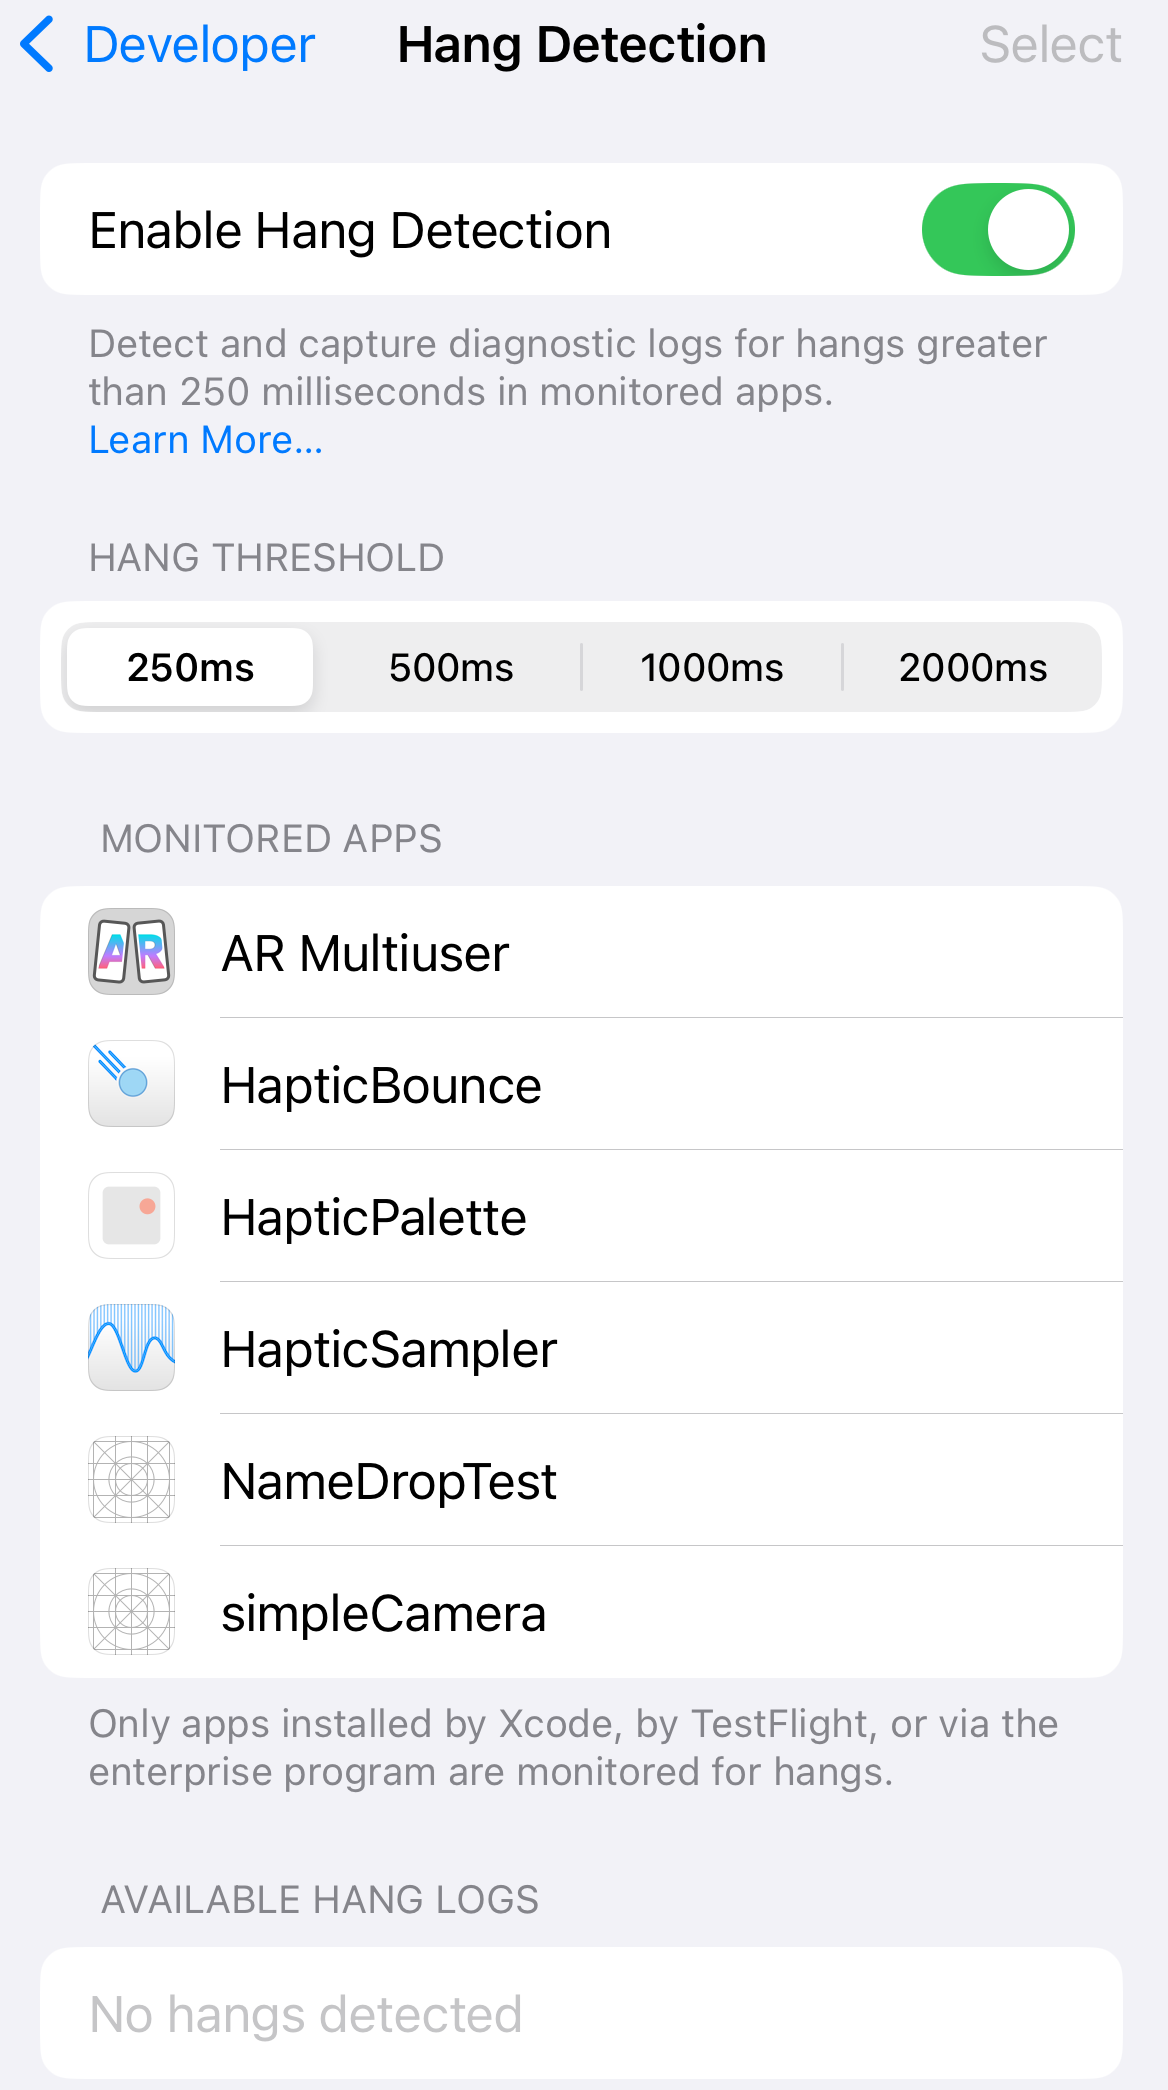 Developer
Hang Detection
Select
Enable Hang Detection
Detect and capture diagnostic logs for hangs greater
than 250 milliseconds in monitored apps.
Learn More...
HANG THRESHOLD
250ms
500ms
1000ms
2000ms
MONITORED APPS
AR
AR Multiuser
HapticBounce
HapticPalette
HapticSampler
NameDropTest
simpleCamera
Only apps installed by Xcode, by TestFlight, or via the
enterprise program are monitored for hangs.
AVAILABLE HANG LOGS
No hangs detected